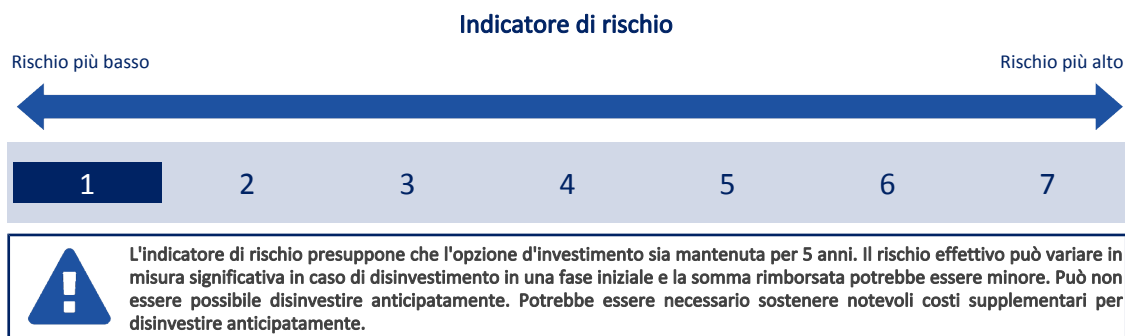 Indicatore di rischio
Rischio più basso
Rischio più alto
1 2 3 4 5 6 7
L'indicatore di rischio presuppone che l'opzione d'investimento sia mantenuta per 5 anni. Il rischio effettivo può variare in
misura significativa in caso di disinvestimento in una fase iniziale e la somma rimborsata potrebbe essere minore. Può non
essere possibile disinvestire anticipatamente. Potrebbe essere necessario sostenere notevoli costi supplementari per
disinvestire anticipatamente.